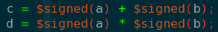 c = $signed(a) + $signed(b);
d = $signed(a) * $signed(b);